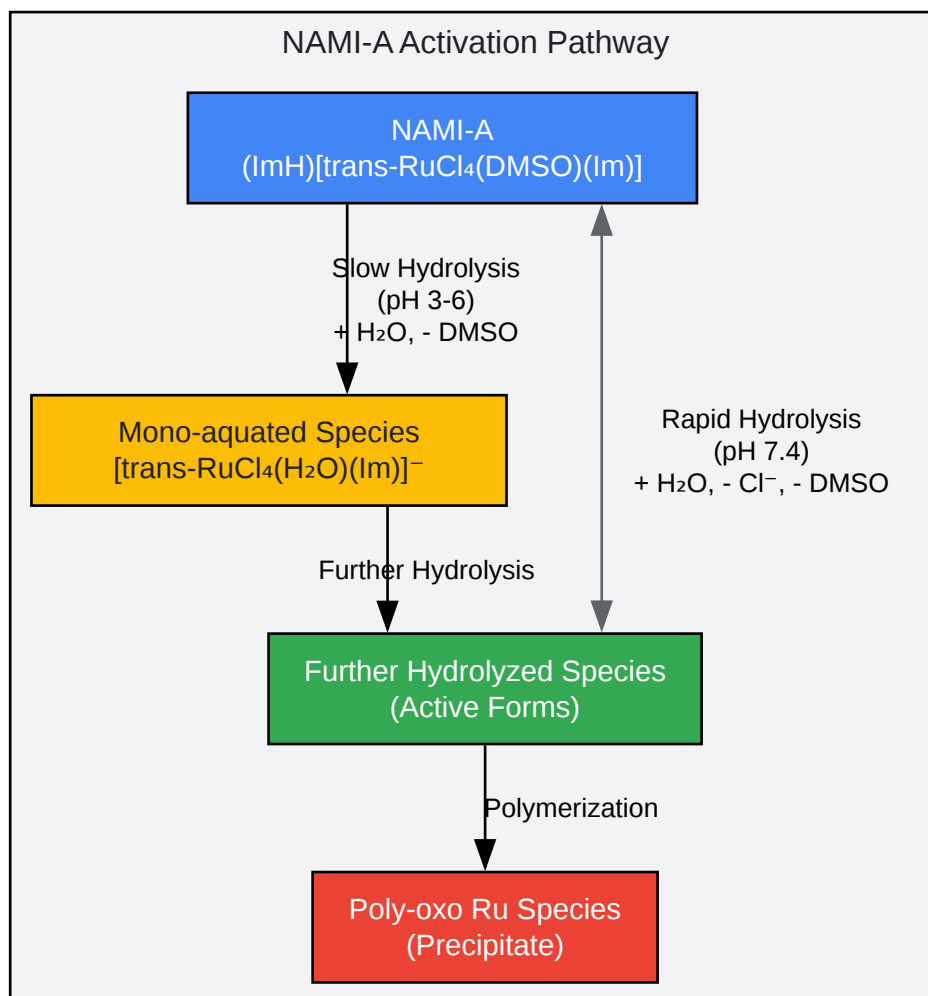 NAMI-A Activation Pathway
NAMI-A
(ImH)[trans-RuCl₄(DMSO)(Im)]
Slow Hydrolysis
(pH 3-6)
+ H₂O, - DMSO
Mono-aquated Species
[trans-RuCl₄(H₂O)(Im)]⁻
Rapid Hydrolysis
(pH 7.4)
+ H₂O, - Cl⁻, - DMSO
Further Hydrolysis
Further Hydrolyzed Species
(Active Forms)
Polymerization
Poly-oxo Ru Species
(Precipitate)